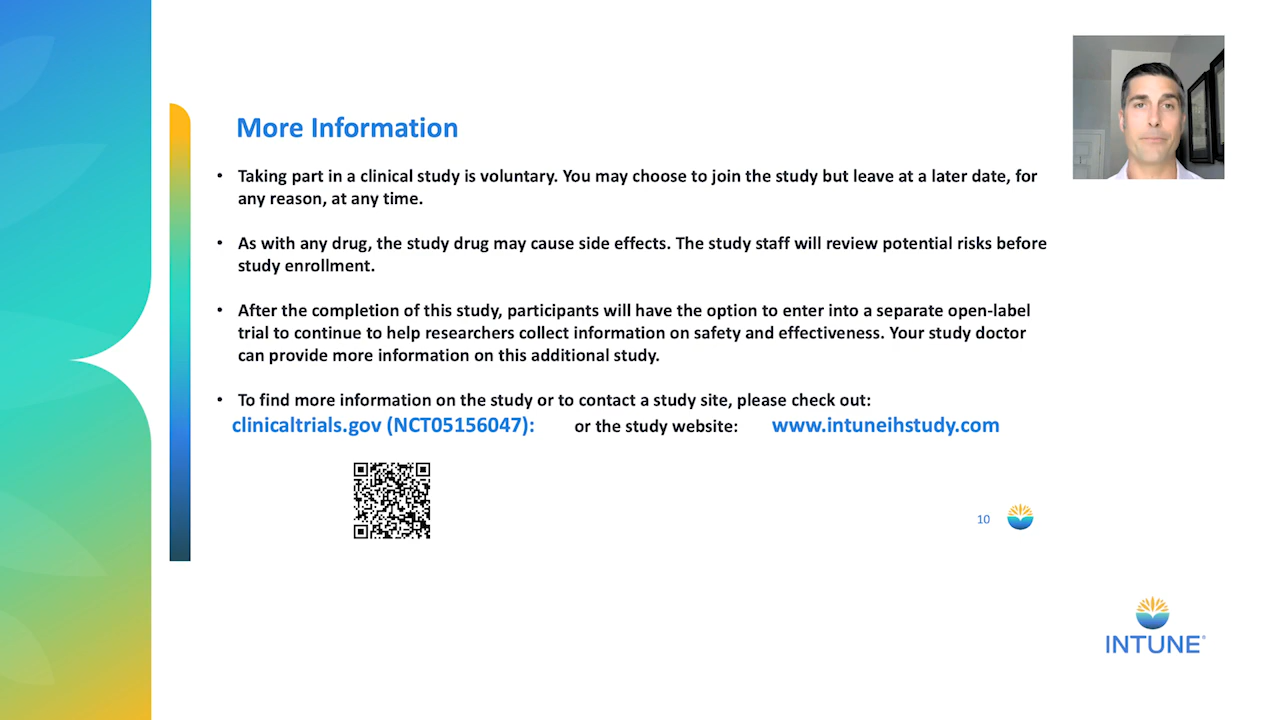 More Information
• Taking part in a clinical study is voluntary. You may choose to join the study but leave at a later date, for
any reason, at any time.
• As with any drug, the study drug may cause side effects. The study staff will review potential risks before
study enrollment.
• After the completion of this study, participants will have the option to enter into a separate open-label
trial to continue to help researchers collect information on safety and effectiveness. Your study doctor
can provide more information on this additional study.
• To find more information on the study or to contact a study site, please check out:
clinicaltrials.gov (NCT05156047): or the study website: www.intuneihstudy.com
10
INTUNE®